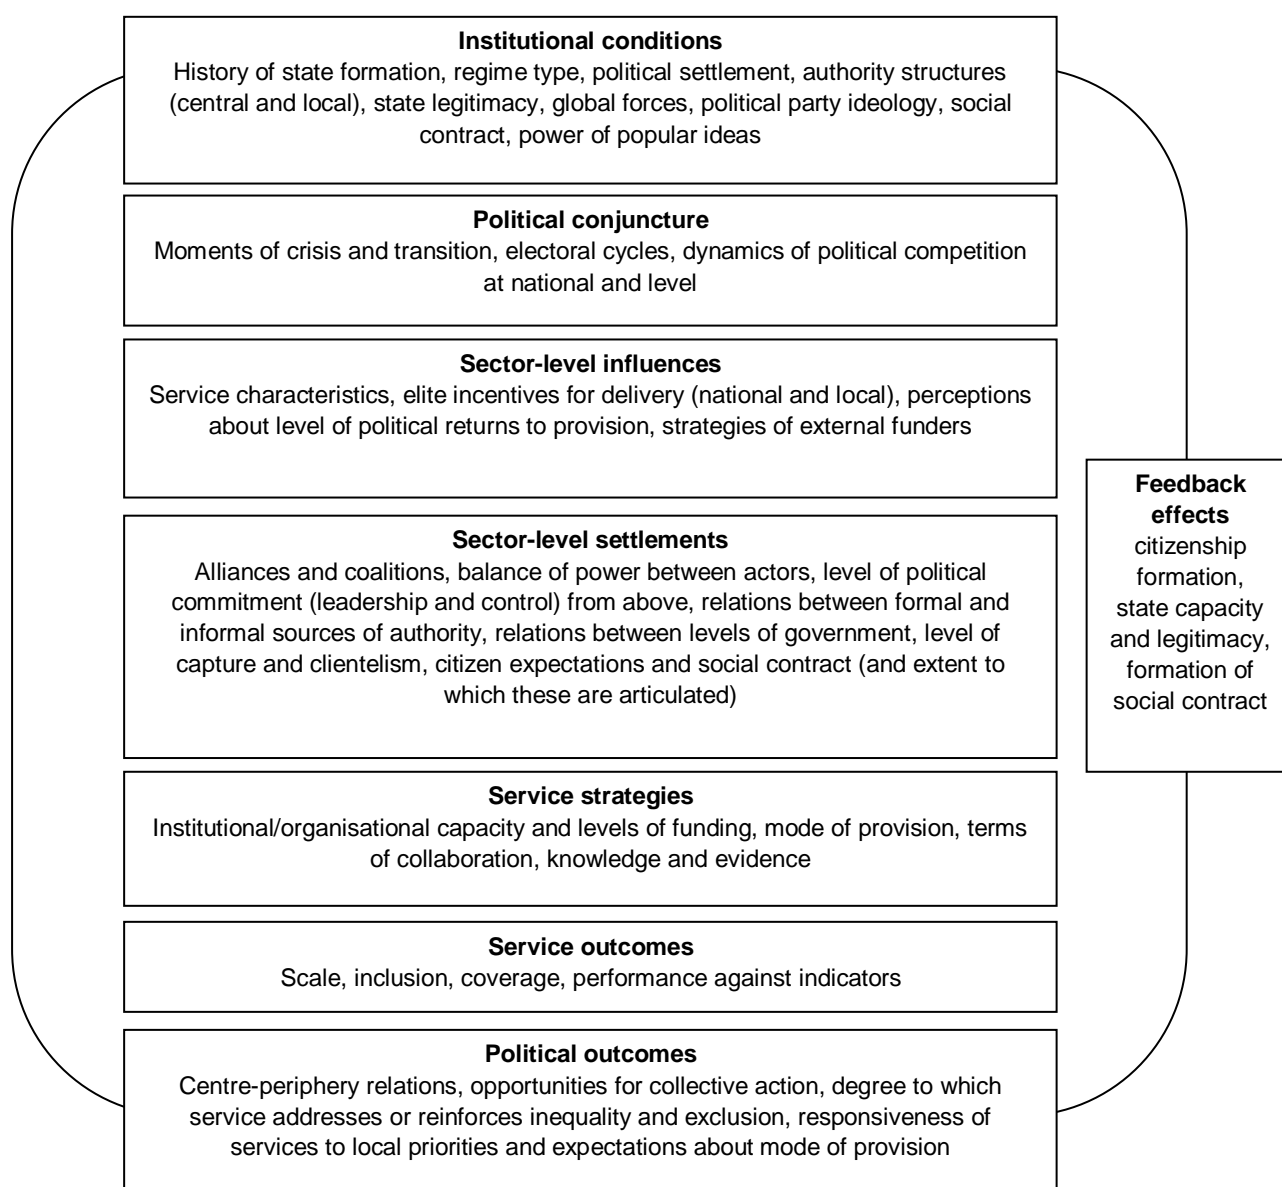 Institutional conditions
History of state formation, regime type, political settlement, authority structures
(central and local), state legitimacy, global forces, political party ideology, social
contract, power of popular ideas
Political conjuncture
Moments of crisis and transition, electoral cycles, dynamics of political competition
at national and level
Sector-level influences
Service characteristics, elite incentives for delivery (national and local), perceptions
about level of political returns to provision, strategies of external funders
Sector-level settlements
Alliances and coalitions, balance of power between actors, level of political
commitment (leadership and control) from above, relations between formal and
informal sources of authority, relations between levels of government, level of
capture and clientelism, citizen expectations and social contract (and extent to
which these are articulated)
Service strategies
Institutional/organisational capacity and levels of funding, mode of provision, terms
of collaboration, knowledge and evidence
Service outcomes
Scale, inclusion, coverage, performance against indicators
Political outcomes
Centre-periphery relations, opportunities for collective action, degree to which
service addresses or reinforces inequality and exclusion, responsiveness of
services to local priorities and expectations about mode of provision
Feedback
effects
citizenship
formation,
state capacity
and legitimacy,
formation of
social contract